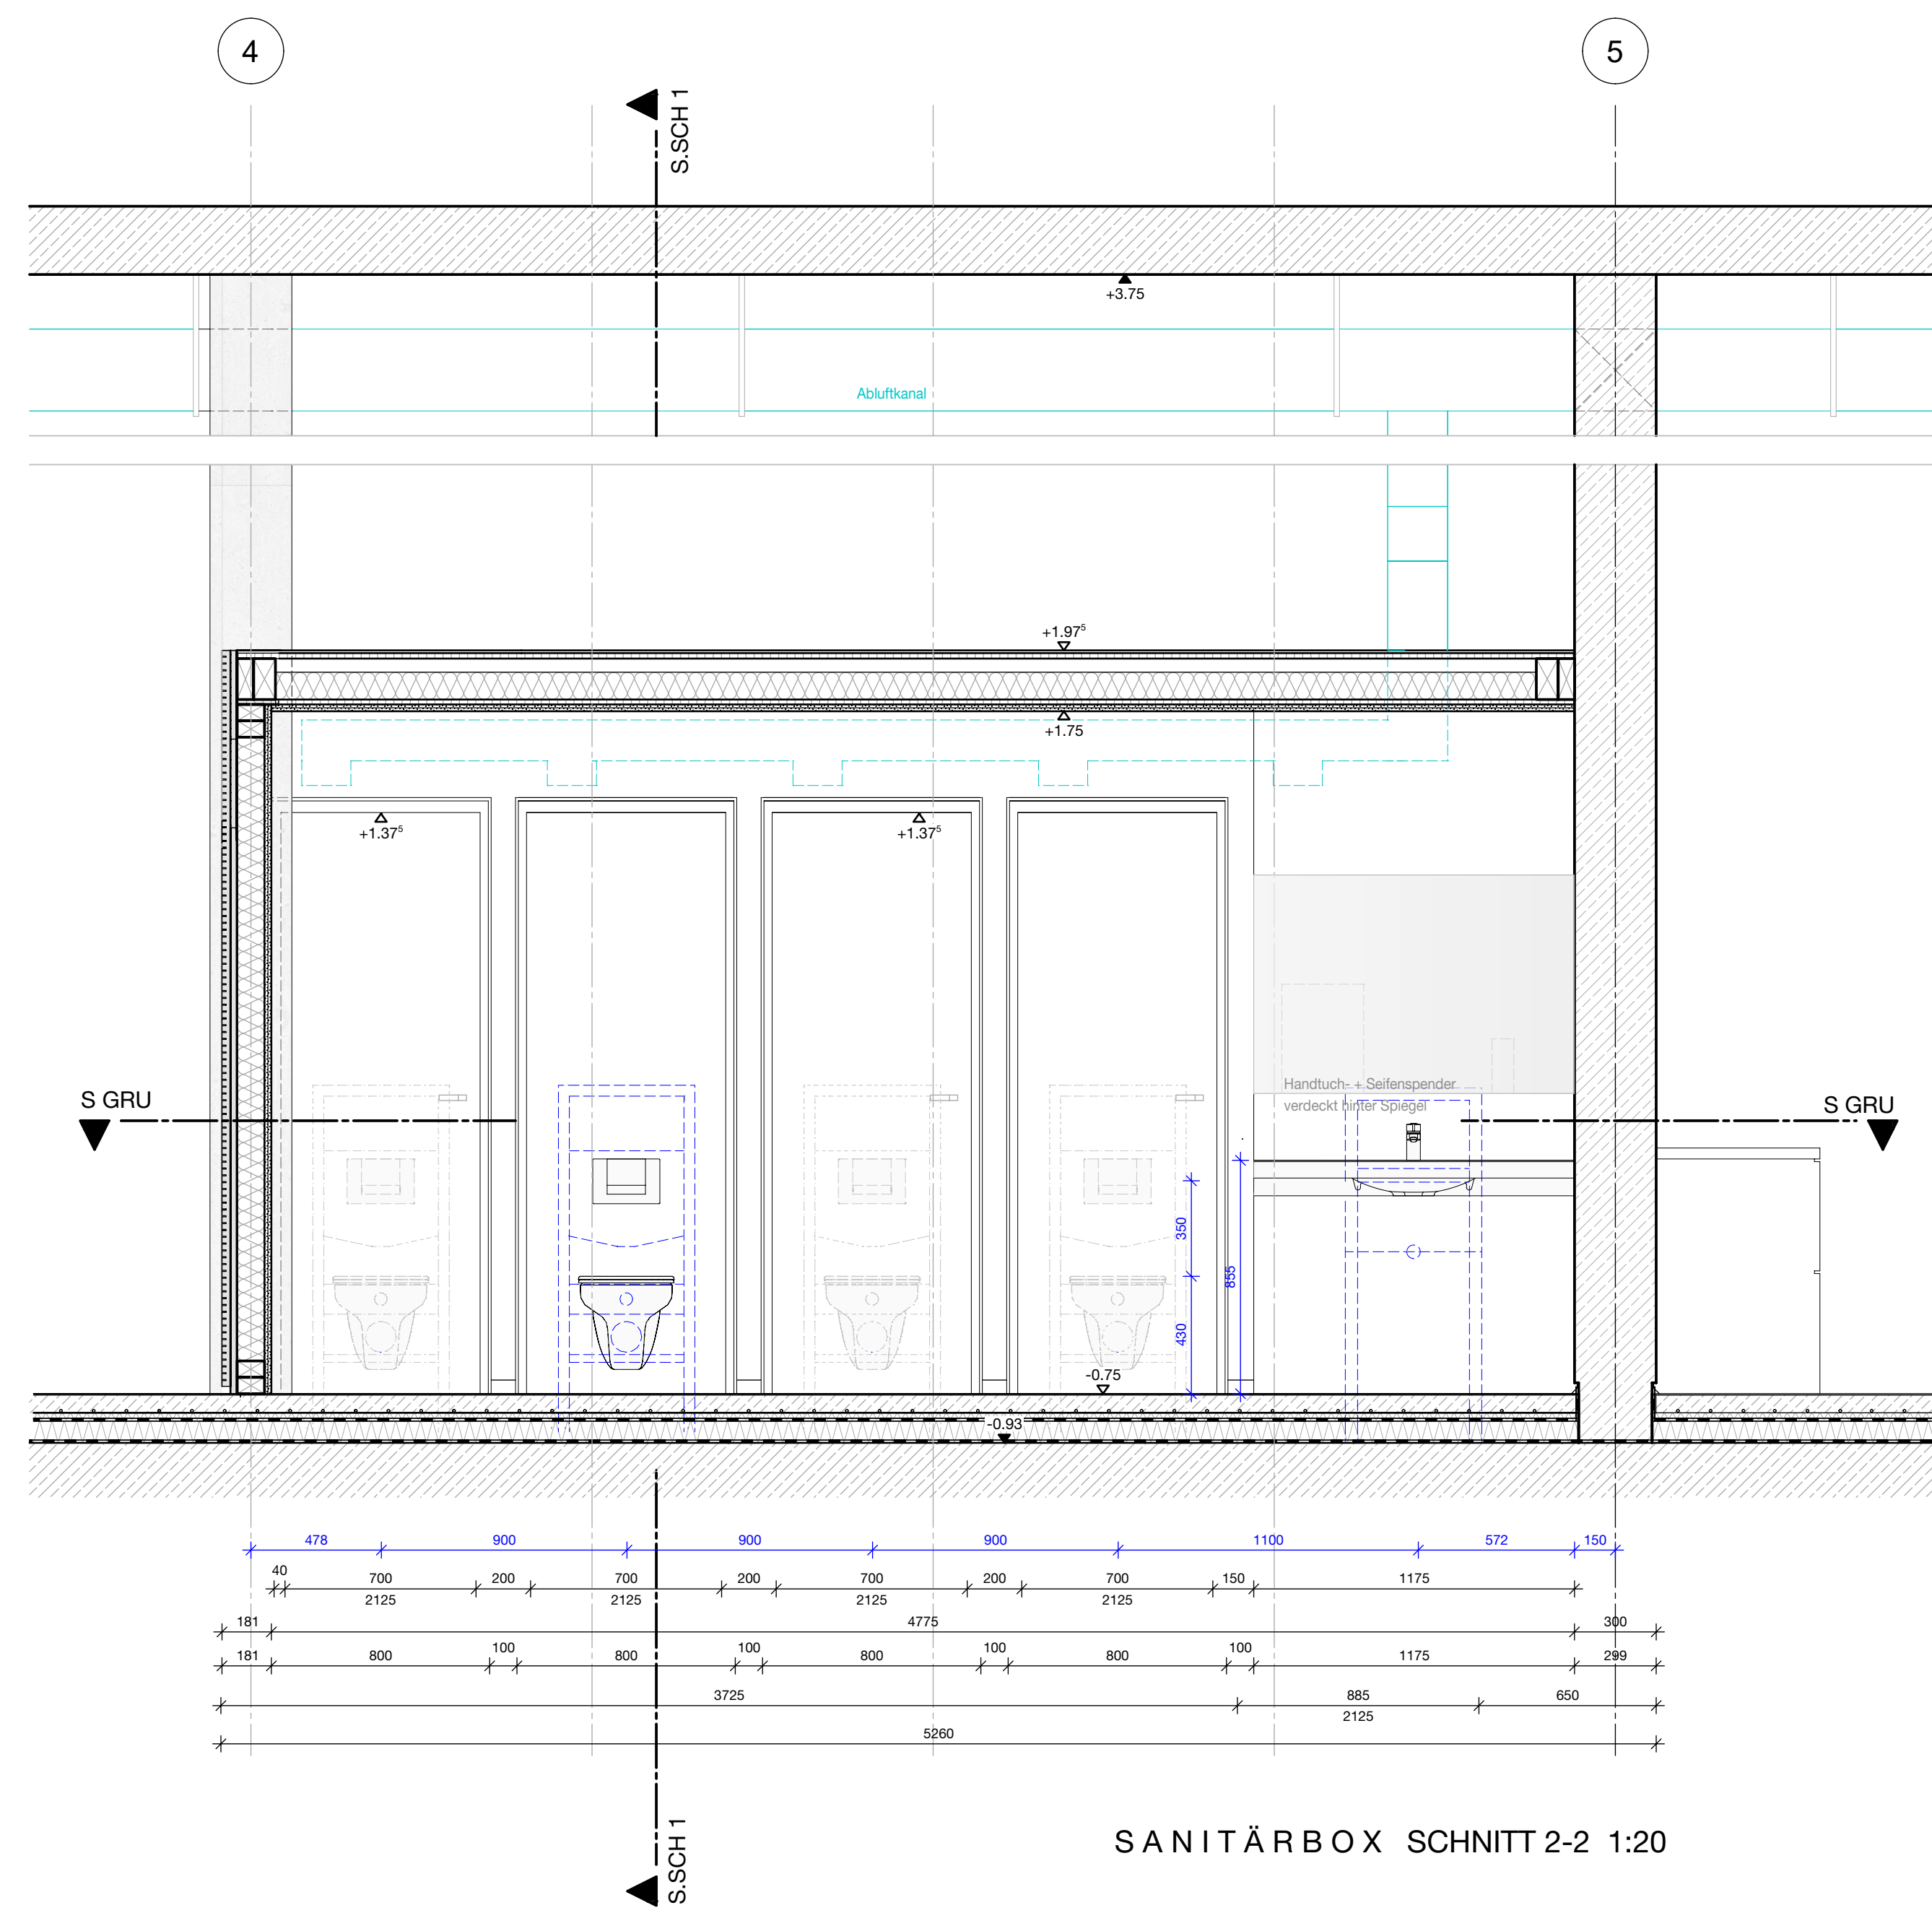 4
5
S.SCH 1
+3.75
Abluftkanal
+1.97⁵
+1.75
+1.37⁵
+1.37⁵
Handtuch- + Seifenspender
verdeckt hinter Spiegel
S GRU
S GRU
350
855
430
-0.75
-0.93
478 900 900 900 1100 572 150
40 700 200 700 200 700 200 700 150 1175
2125 2125 2125 2125
181 4775 300
181 800 100 800 100 800 100 800 100 1175 299
3725 885 650
2125
5260
S.SCH 1
SANITÄRBOX SCHNITT 2-2 1:20